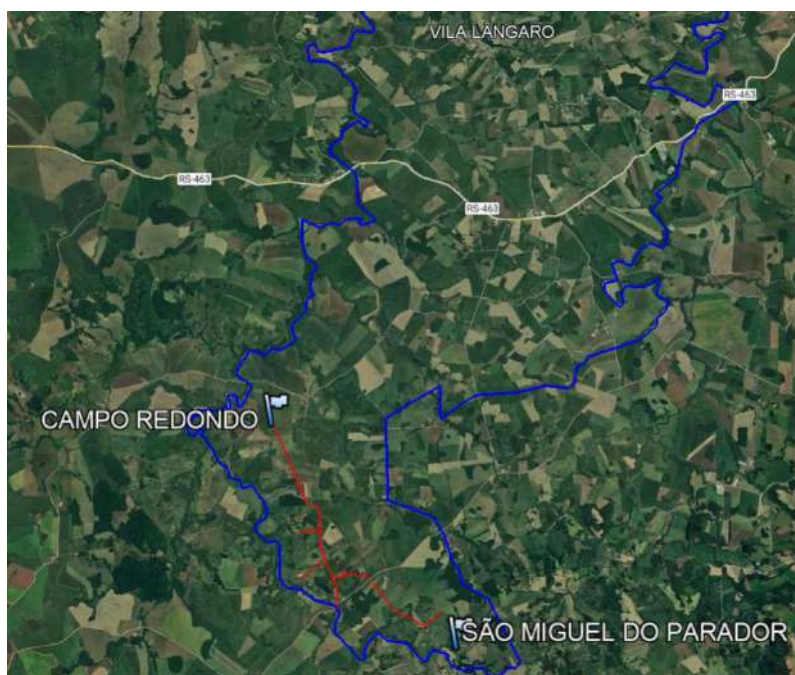 VILA LÂNGARO
RS-463
RS-463
RS-463
CAMPO REDONDO
SÃO MIGUEL DO PARADOR